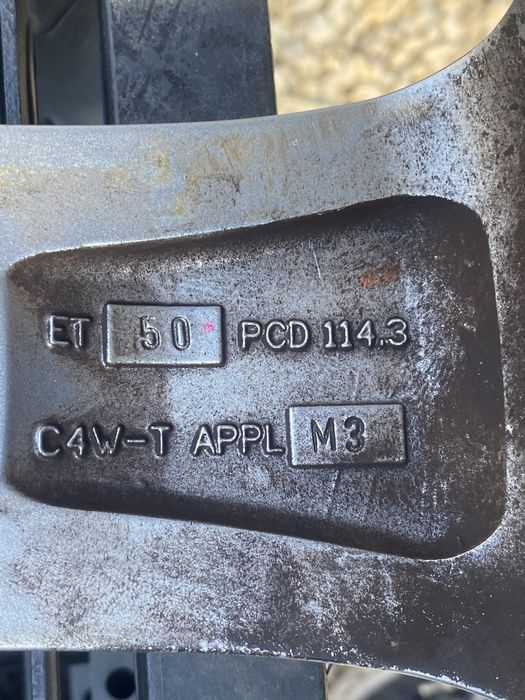 ET 50 PCD 114.3
C4W-T APPL M3